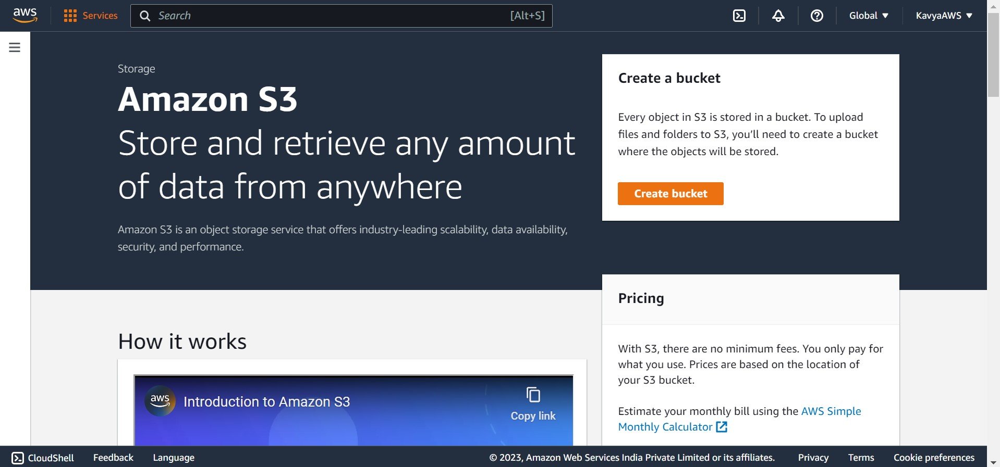 aws
Services
Search
[Alt+S]
Global
KavyaAWS
Storage
Amazon S3
Store and retrieve any amount
of data from anywhere
Amazon S3 is an object storage service that offers industry-leading scalability, data availability,
security, and performance.
Create a bucket
Every object in S3 is stored in a bucket. To upload
files and folders to S3, you’ll need to create a bucket
where the objects will be stored.
Create bucket
How it works
aws
Introduction to Amazon S3
Copy link
Pricing
With S3, there are no minimum fees. You only pay for
what you use. Prices are based on the location of
your S3 bucket.
Estimate your monthly bill using the AWS Simple
Monthly Calculator
CloudShell
Feedback
Language
© 2023, Amazon Web Services India Private Limited or its affiliates.
Privacy
Terms
Cookie preferences